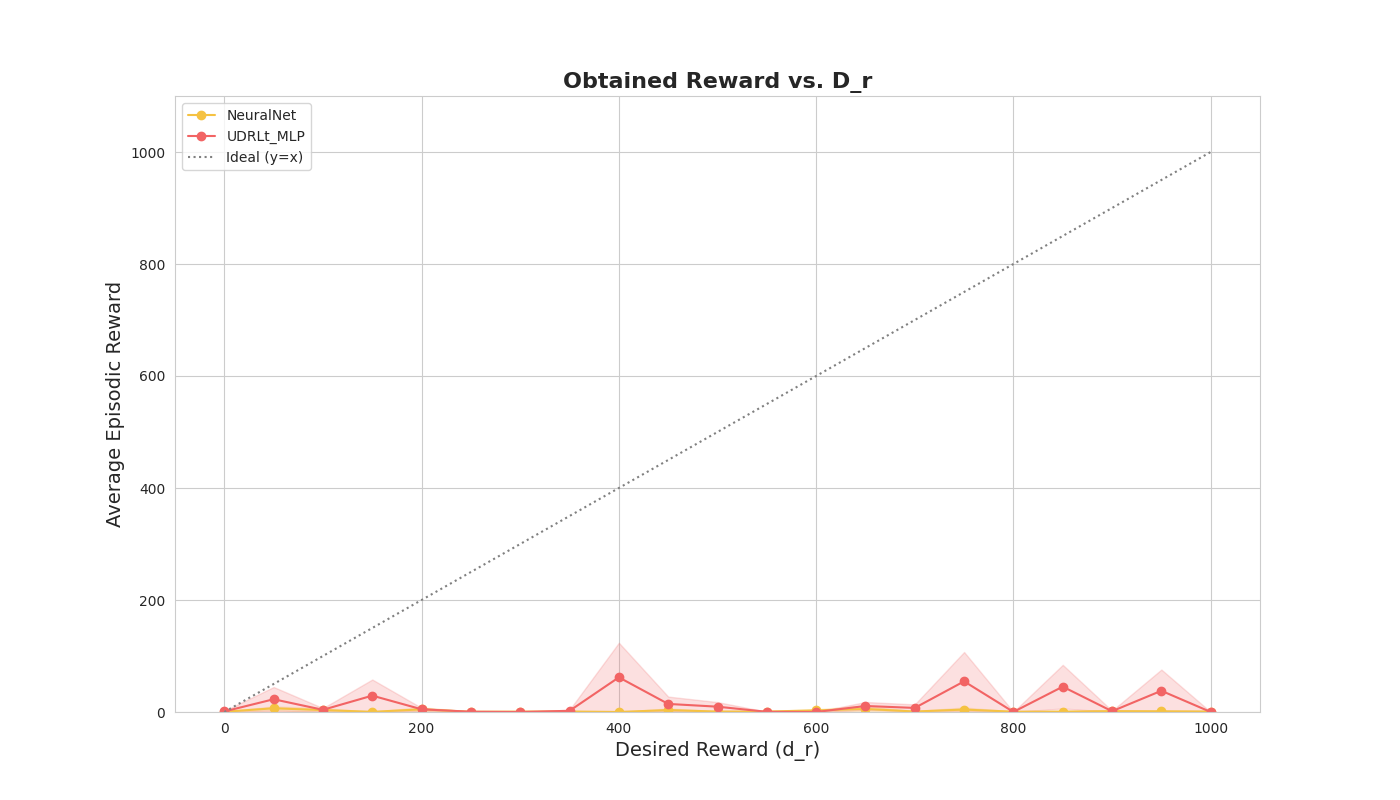 Obtained Reward vs. D_r
NeuralNet
UDRLt_MLP
Ideal (y=x)
1000
800
600
400
200
0
Average Episodic Reward
0 200 400 600 800 1000
Desired Reward (d_r)